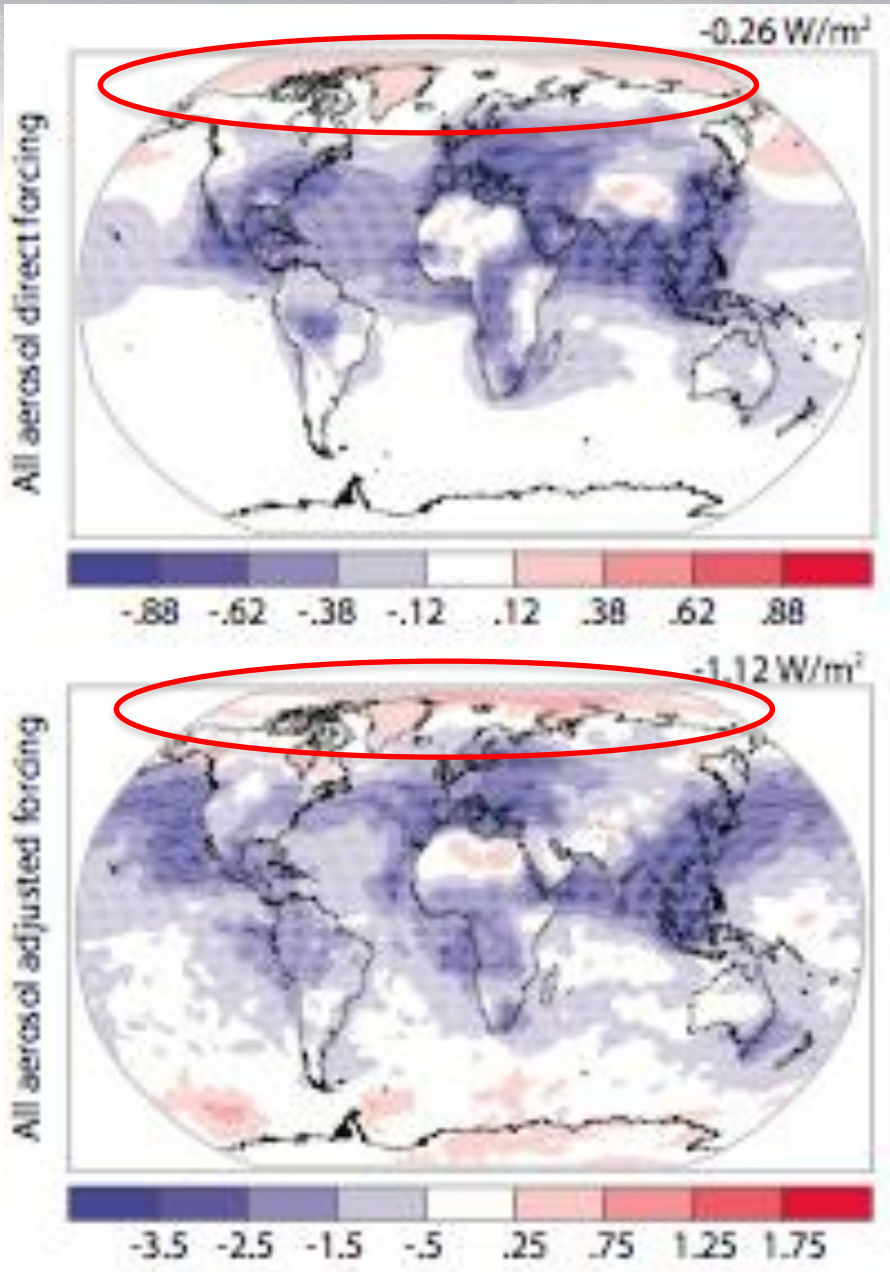 -0.26 W/m²
All aerosol direct forcing
-.88 -.62 -.38 -.12 .12 .38 .62 .88
-1.12 W/m²
All aerosol adjusted forcing
-3.5 -2.5 -1.5 -.5 .25 .75 1.25 1.75